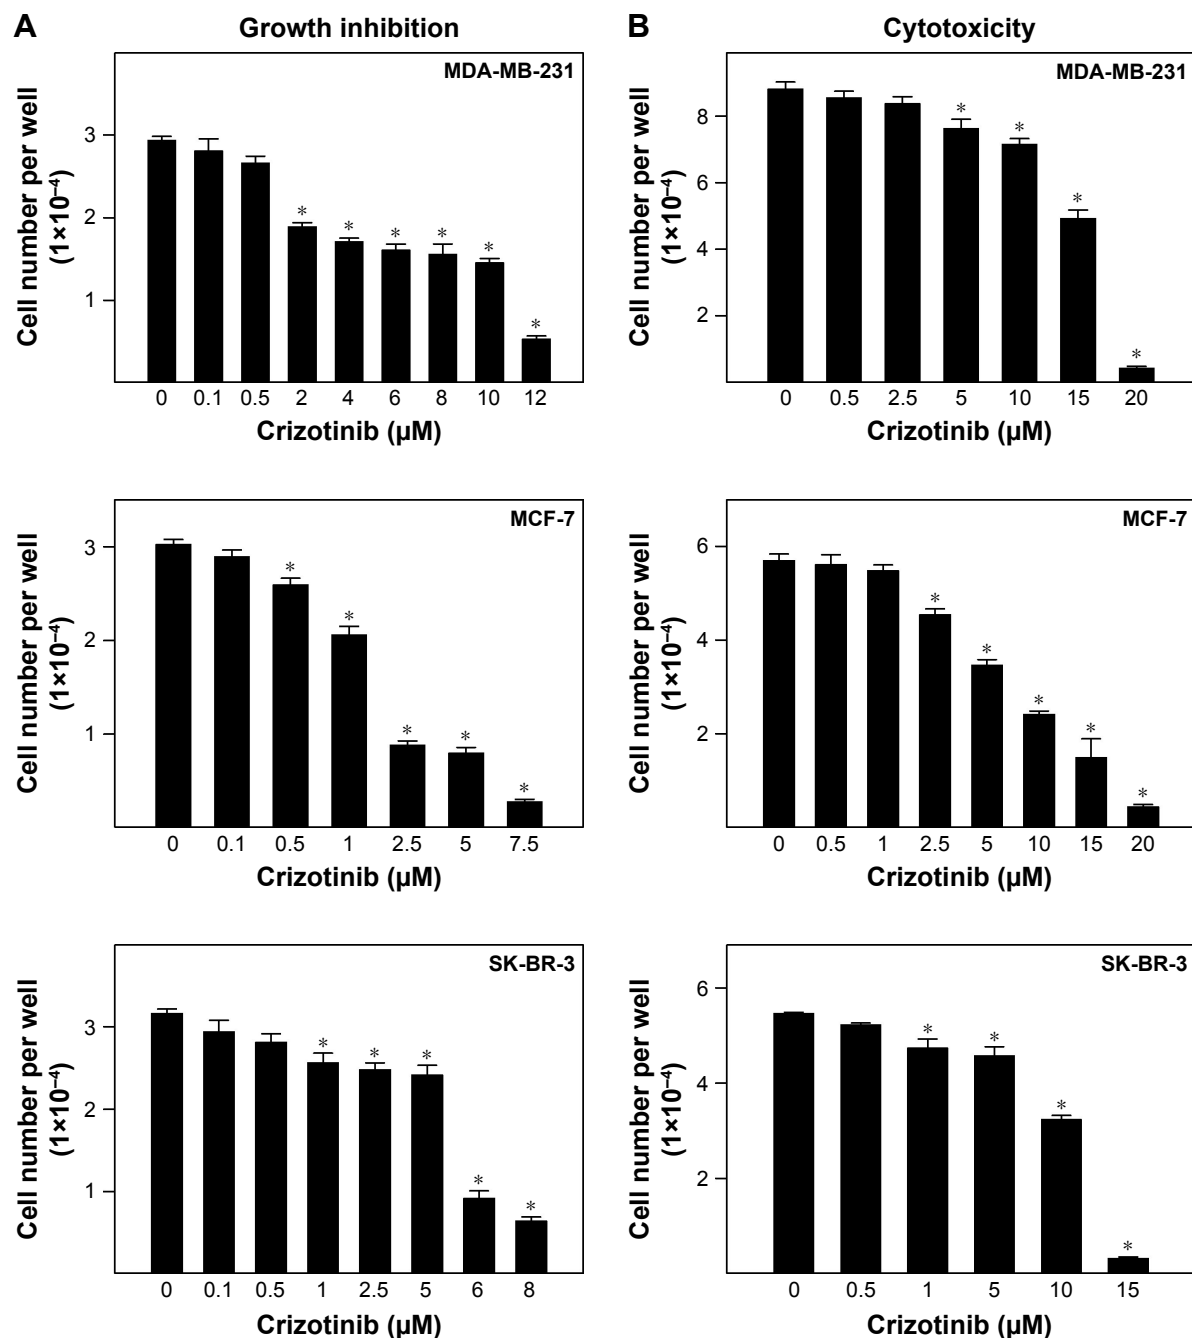 A
Growth inhibition
MDA-MB-231
Cell number per well
(1×10⁻⁴)
3
2
1
0 0.1 0.5 2 4 6 8 10 12
* * * * * *
Crizotinib (µM)
MCF-7
Cell number per well
(1×10⁻⁴)
3
2
1
* * * * *
0 0.1 0.5 1 2.5 5 7.5
Crizotinib (µM)
SK-BR-3
Cell number per well
(1×10⁻⁴)
3
2
1
* * * * *
0 0.1 0.5 1 2.5 5 6 8
Crizotinib (µM)
B
Cytotoxicity
MDA-MB-231
Cell number per well
(1×10⁻⁴)
8
6
4
2
* * * *
0 0.5 2.5 5 10 15 20
Crizotinib (µM)
MCF-7
Cell number per well
(1×10⁻⁴)
6
4
2
* * * * *
0 0.5 1 2.5 5 10 15 20
Crizotinib (µM)
SK-BR-3
Cell number per well
(1×10⁻⁴)
6
4
2
* * * *
0 0.5 1 5 10 15
Crizotinib (µM)